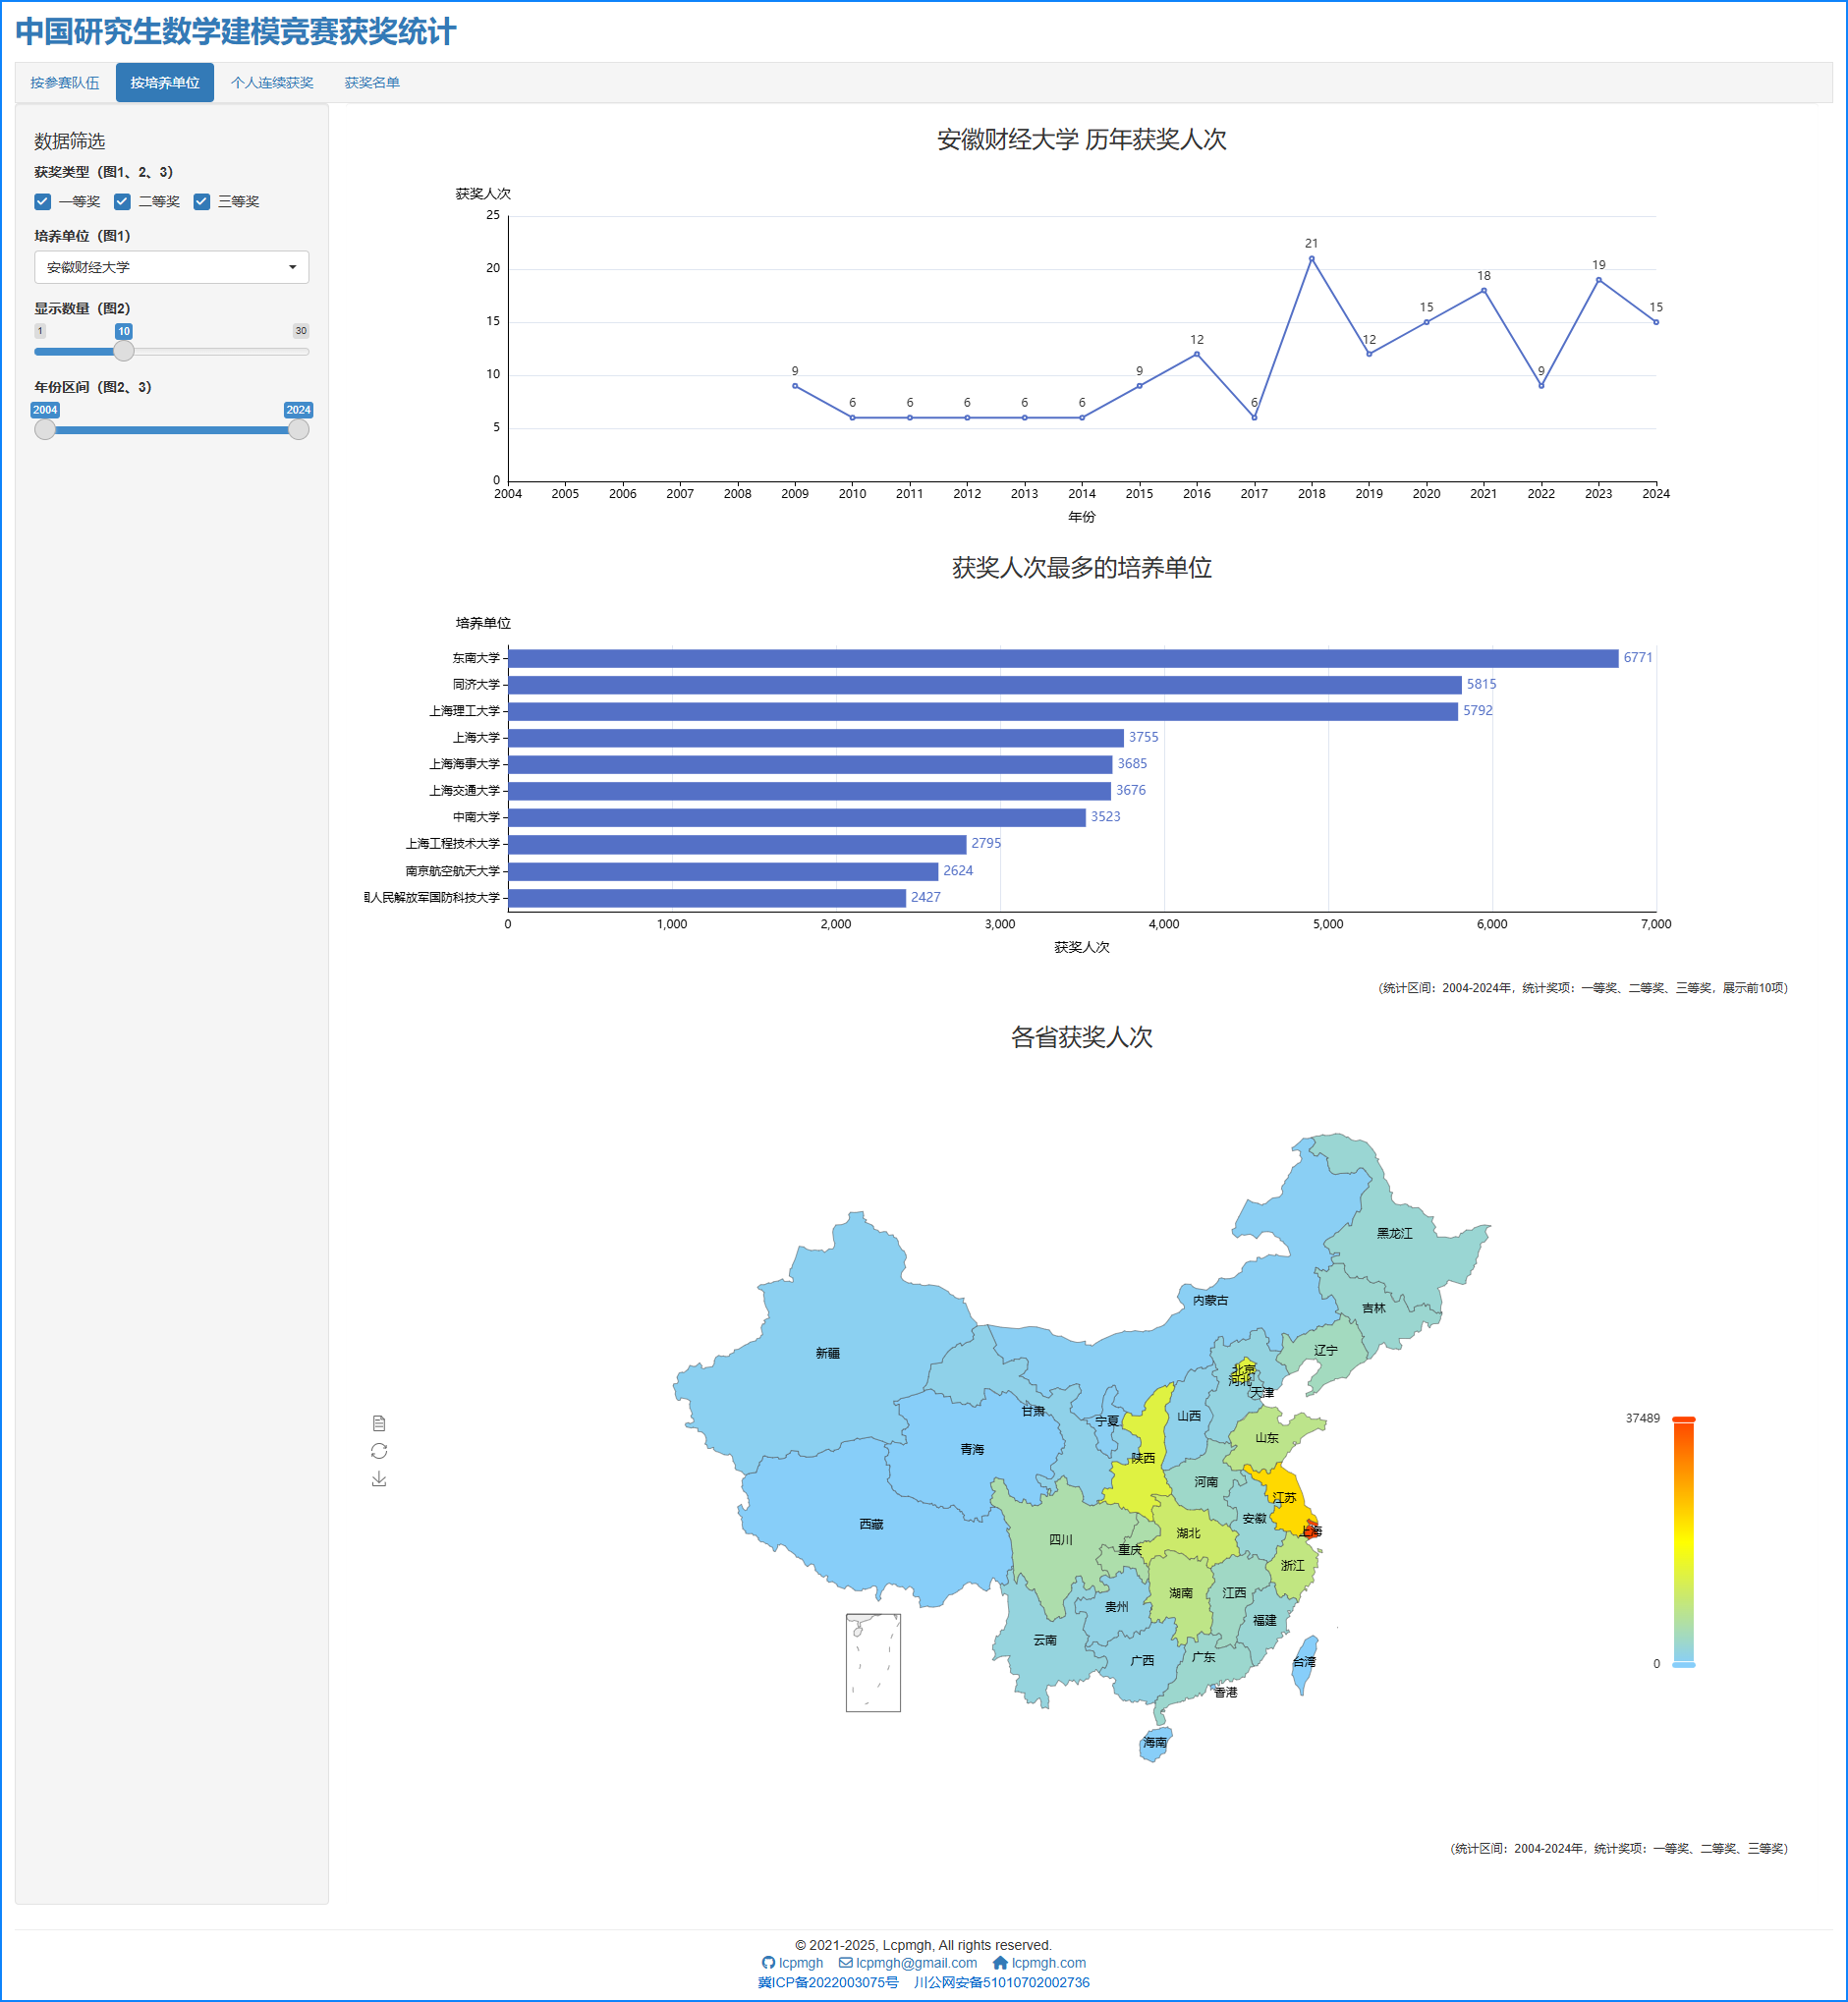 中国研究生数学建模竞赛获奖统计
按参赛队伍 按培养单位 个人连续获奖 获奖名单
数据筛选
获奖类型（图1、2、3）
一等奖 二等奖 三等奖
培养单位（图1）
安徽财经大学
显示数量（图2）
1 10 30
年份区间（图2、3）
2004 2024
安徽财经大学 历年获奖人次
获奖人次
25
20
15
10
5
0
9 6 6 6 6 6 9 12 6 21 12 15 18 9 19 15
2004 2005 2006 2007 2008 2009 2010 2011 2012 2013 2014 2015 2016 2017 2018 2019 2020 2021 2022 2023 2024
年份
获奖人次最多的培养单位
培养单位
东南大学 6771
同济大学 5815
上海理工大学 5792
上海大学 3755
上海海事大学 3685
上海交通大学 3676
中南大学 3523
上海工程技术大学 2795
南京航空航天大学 2624
人民解放军国防科技大学 2427
0 1,000 2,000 3,000 4,000 5,000 6,000 7,000
获奖人次
（统计区间：2004-2024年，统计奖项：一等奖、二等奖、三等奖，展示前10项）
各省获奖人次
黑龙江
内蒙古
吉林
新疆
辽宁
北京
河北
天津
甘肃
宁夏
山西
山东
青海
陕西
河南
江苏
西藏
安徽
上海
四川
湖北
重庆
浙江
湖南
江西
贵州
福建
云南
广西
广东
台湾
香港
海南
37489
0
（统计区间：2004-2024年，统计奖项：一等奖、二等奖、三等奖）
© 2021-2025, Lcpmgh, All rights reserved.
lcpmgh lcpmgh@gmail.com lcpmgh.com
冀ICP备2022003075号 川公网安备51010702002736